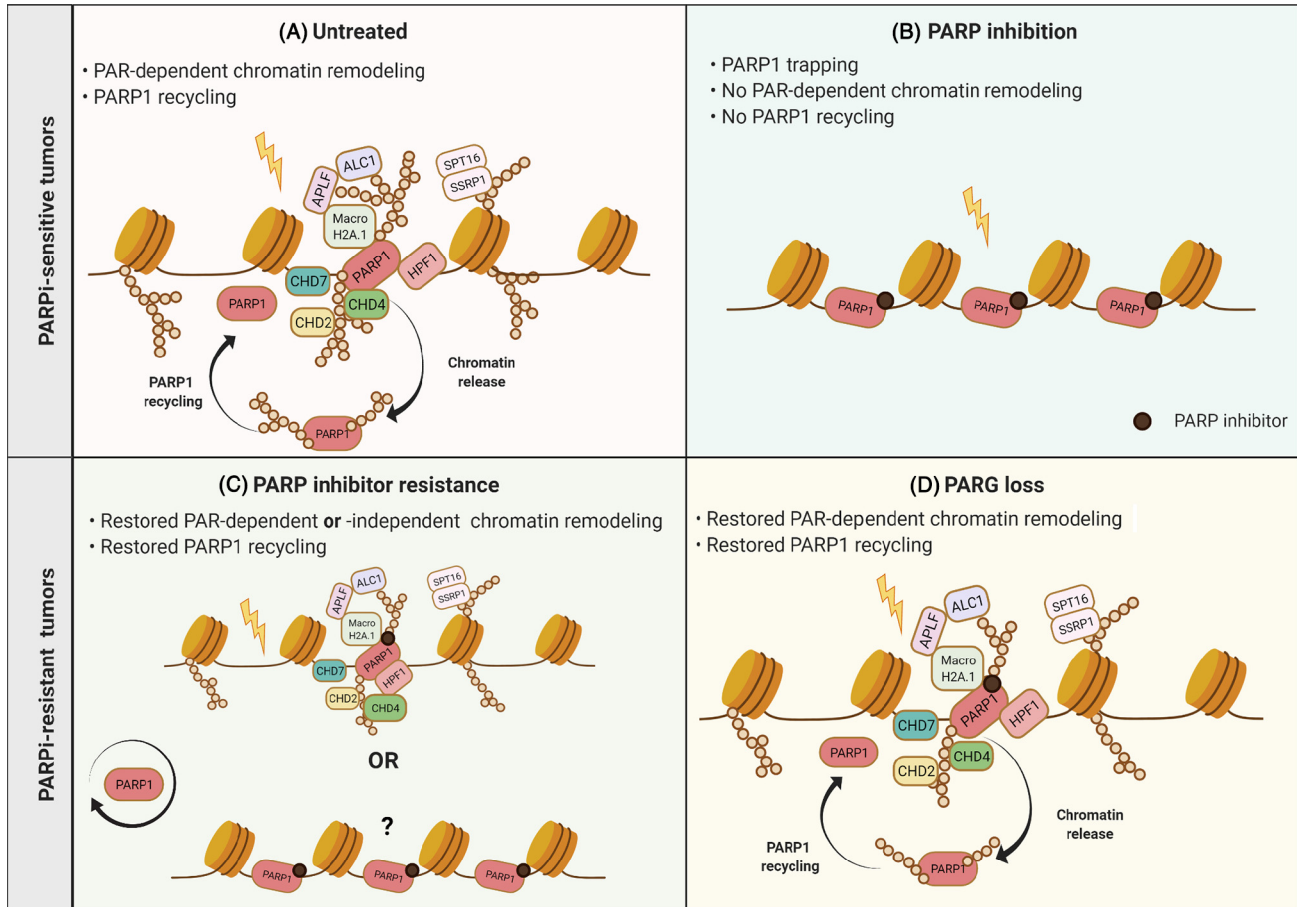 PARPi-sensitive tumors
(A) Untreated
• PAR-dependent chromatin remodeling
• PARP1 recycling
ALC1
APLF
SPT16
SSRP1
Macro
H2A.1
PARP1
HPF1
CHD7
CHD4
PARP1
CHD2
PARP1
recycling
Chromatin
release
PARP1
(B) PARP inhibition
• PARP1 trapping
• No PAR-dependent chromatin remodeling
• No PARP1 recycling
PARP1
PARP1
PARP1
PARP inhibitor
PARPi-resistant tumors
(C) PARP inhibitor resistance
• Restored PAR-dependent or -independent chromatin remodeling
• Restored PARP1 recycling
ALC1
APLF
SPT16
SSRP1
Macro
H2A.1
PARP1
CHD7
HPF1
CHD2
CHD4
OR
PARP1
?
PARP1
PARP1
PARP1
(D) PARG loss
• Restored PAR-dependent chromatin remodeling
• Restored PARP1 recycling
ALC1
APLF
SPT16
SSRP1
Macro
H2A.1
PARP1
HPF1
CHD7
PARP1
CHD4
CHD2
Chromatin
release
PARP1
recycling
PARP1